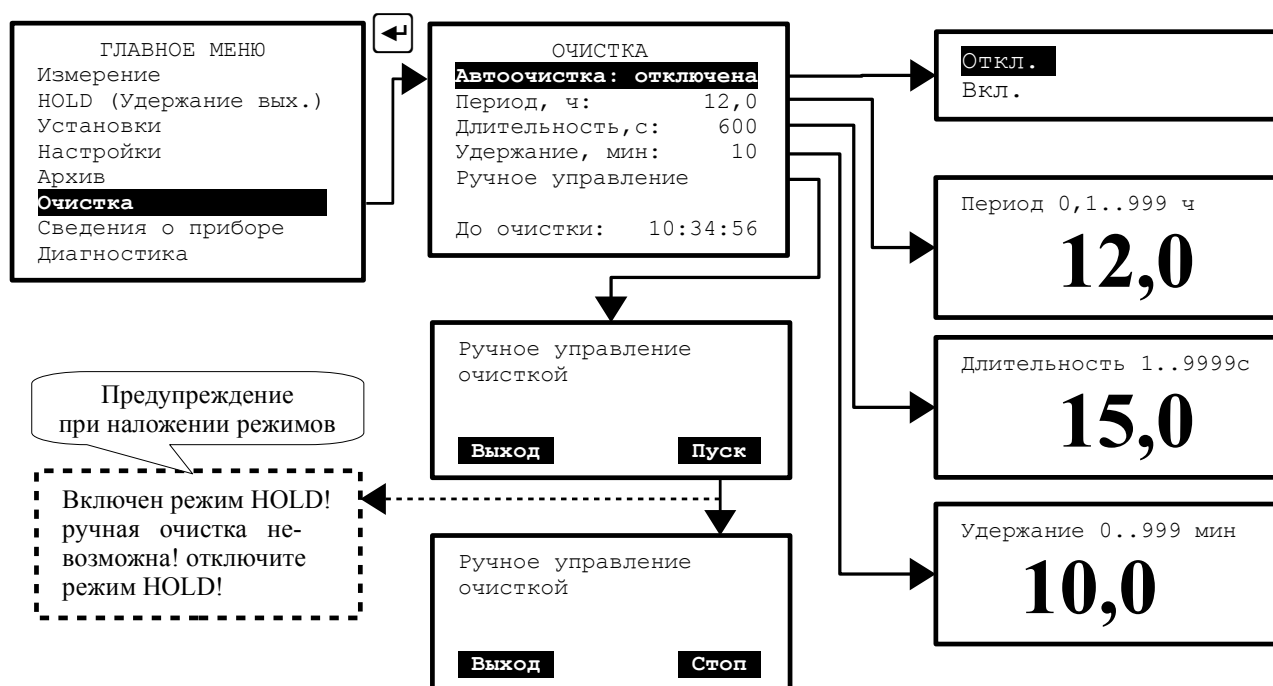 ГЛАВНОЕ МЕНЮ
Измерение
HOLD (Удержание вых.)
Установки
Настройки
Архив
Очистка
Сведения о приборе
Диагностика
ОЧИСТКА
Автоочистка: отключена
Период, ч: 12,0
Длительность,с: 600
Удержание, мин: 10
Ручное управление
До очистки: 10:34:56
Откл.
Вкл.
Период 0,1..999 ч
12,0
Длительность 1..9999с
15,0
Удержание 0..999 мин
10,0
Ручное управление
очисткой
Выход Пуск
Предупреждение
при наложении режимов
Включен режим HOLD!
ручная очистка не-
возможна! отключите
режим HOLD!
Ручное управление
очисткой
Выход Стоп